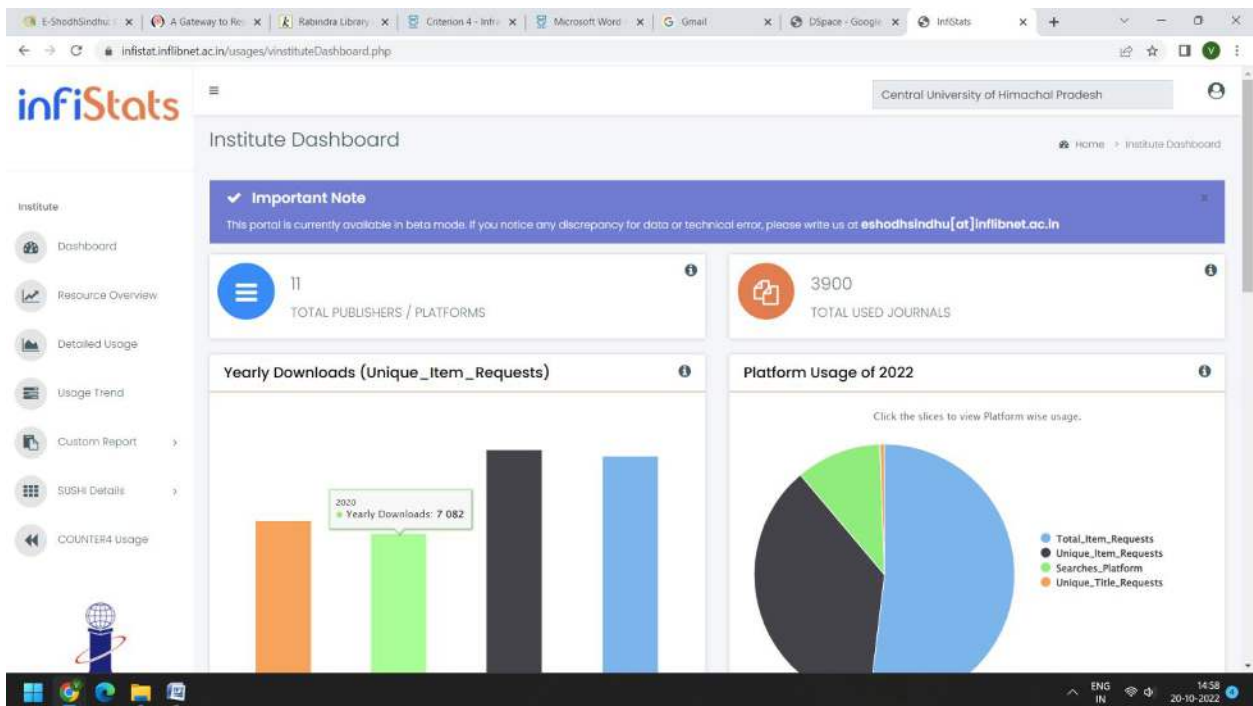 E-ShodhSindhu:
A Gateway to Re
Rabindra Library
Criterion 4 - Infr
Microsoft Word
Gmail
DSpace - Google
InfiStats
infistat.inflibnet.ac.in/usages/vinstituteDashboard.php
V
infiStats
Central University of Himachal Pradesh
Institute Dashboard
Home > Institute Dashboard
Important Note
This portal is currently available in beta mode. If you notice any discrepancy for data or technical error, please write us at eshodhsindhu[at]inflibnet.ac.in
Institute
Dashboard
Resource Overview
Detailed Usage
Usage Trend
Custom Report
SUSHI Details
COUNTER4 Usage
11
TOTAL PUBLISHERS / PLATFORMS
3900
TOTAL USED JOURNALS
Yearly Downloads (Unique_Item_Requests)
2020
Yearly Downloads: 7 082
Platform Usage of 2022
Click the slices to view Platform wise usage.
Total_Item_Requests
Unique_Item_Requests
Searches_Platform
Unique_Title_Requests
ENG
IN
14:58
20-10-2022
4